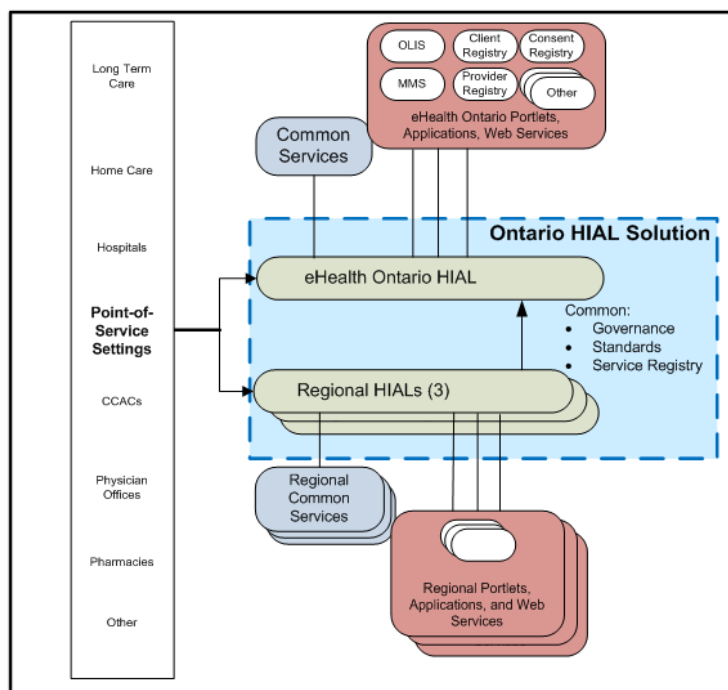 Long Term
Care
Home Care
Hospitals
Point-of-
Service
Settings
CCACs
Physician
Offices
Pharmacies
Other
OLIS
Client
Registry
Consent
Registry
MMS
Provider
Registry
Other
eHealth Ontario Portlets,
Applications, Web Services
Common
Services
Ontario HIAL Solution
eHealth Ontario HIAL
Common:
• Governance
• Standards
• Service Registry
Regional HIALs (3)
Regional
Common
Services
Regional Portlets,
Applications, and Web
Services